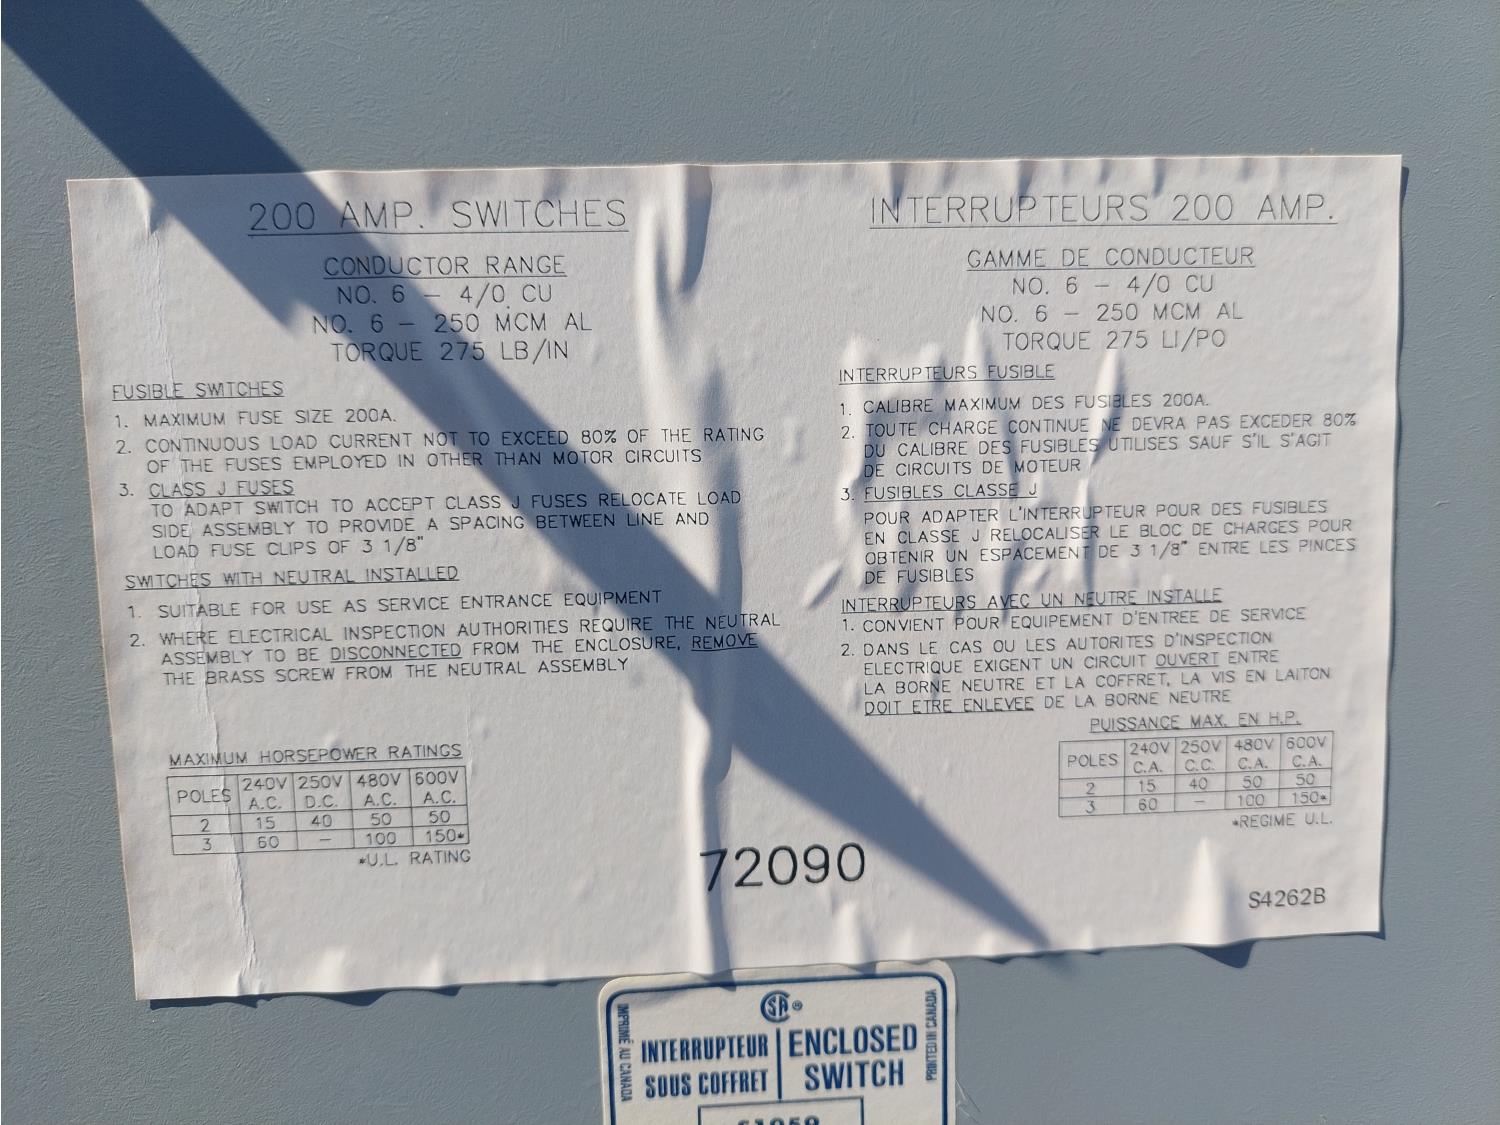 200 AMP. SWITCHES
CONDUCTOR RANGE
NO. 6 – 4/0 CU
NO. 6 – 250 MCM AL
TORQUE 275 LB/IN
FUSIBLE SWITCHES
1. MAXIMUM FUSE SIZE 200A.
2. CONTINUOUS LOAD CURRENT NOT TO EXCEED 80% OF THE RATING
OF THE FUSES EMPLOYED IN OTHER THAN MOTOR CIRCUITS
3. CLASS J FUSES
TO ADAPT SWITCH TO ACCEPT CLASS J FUSES RELOCATE LOAD
SIDE ASSEMBLY TO PROVIDE A SPACING BETWEEN LINE AND
LOAD FUSE CLIPS OF 3 1/8"
SWITCHES WITH NEUTRAL INSTALLED
1. SUITABLE FOR USE AS SERVICE ENTRANCE EQUIPMENT
2. WHERE ELECTRICAL INSPECTION AUTHORITIES REQUIRE THE NEUTRAL
ASSEMBLY TO BE DISCONNECTED FROM THE ENCLOSURE, REMOVE
THE BRASS SCREW FROM THE NEUTRAL ASSEMBLY
MAXIMUM HORSEPOWER RATINGS
POLES 240V A.C. 250V D.C. 480V A.C. 600V A.C.
2 15 40 50 50
3 60 – 100 150*
*U.L. RATING
INTERRUPTEURS 200 AMP.
GAMME DE CONDUCTEUR
NO. 6 – 4/0 CU
NO. 6 – 250 MCM AL
TORQUE 275 LI/PO
INTERRUPTEURS FUSIBLE
1. CALIBRE MAXIMUM DES FUSIBLES 200A.
2. TOUTE CHARGE CONTINUE NE DEVRA PAS EXCEDER 80%
DU CALIBRE DES FUSIBLES UTILISES SAUF S'IL S'AGIT
DE CIRCUITS DE MOTEUR
3. FUSIBLES CLASSE J
POUR ADAPTER L'INTERRUPTEUR POUR DES FUSIBLES
EN CLASSE J RELOCALISER LE BLOC DE CHARGES POUR
OBTENIR UN ESPACEMENT DE 3 1/8" ENTRE LES PINCES
DE FUSIBLES
INTERRUPTEURS AVEC UN NEUTRE INSTALLE
1. CONVIENT POUR EQUIPEMENT D'ENTREE DE SERVICE
2. DANS LE CAS OU LES AUTORITES D'INSPECTION
ELECTRIQUE EXIGENT UN CIRCUIT OUVERT ENTRE
LA BORNE NEUTRE ET LA COFFRET, LA VIS EN LAITON
DOIT ETRE ENLEVEE DE LA BORNE NEUTRE
PUISSANCE MAX. EN H.P.
POLES 240V C.A. 250V C.C. 480V C.A. 600V C.A.
2 15 40 50 50
3 60 – 100 150*
*REGIME U.L.
72090
S4262B
SA ®
IMPRIMÉ AU CANADA
INTERRUPTEUR
SOUS COFFRET
ENCLOSED
SWITCH
PRINTED IN CANADA